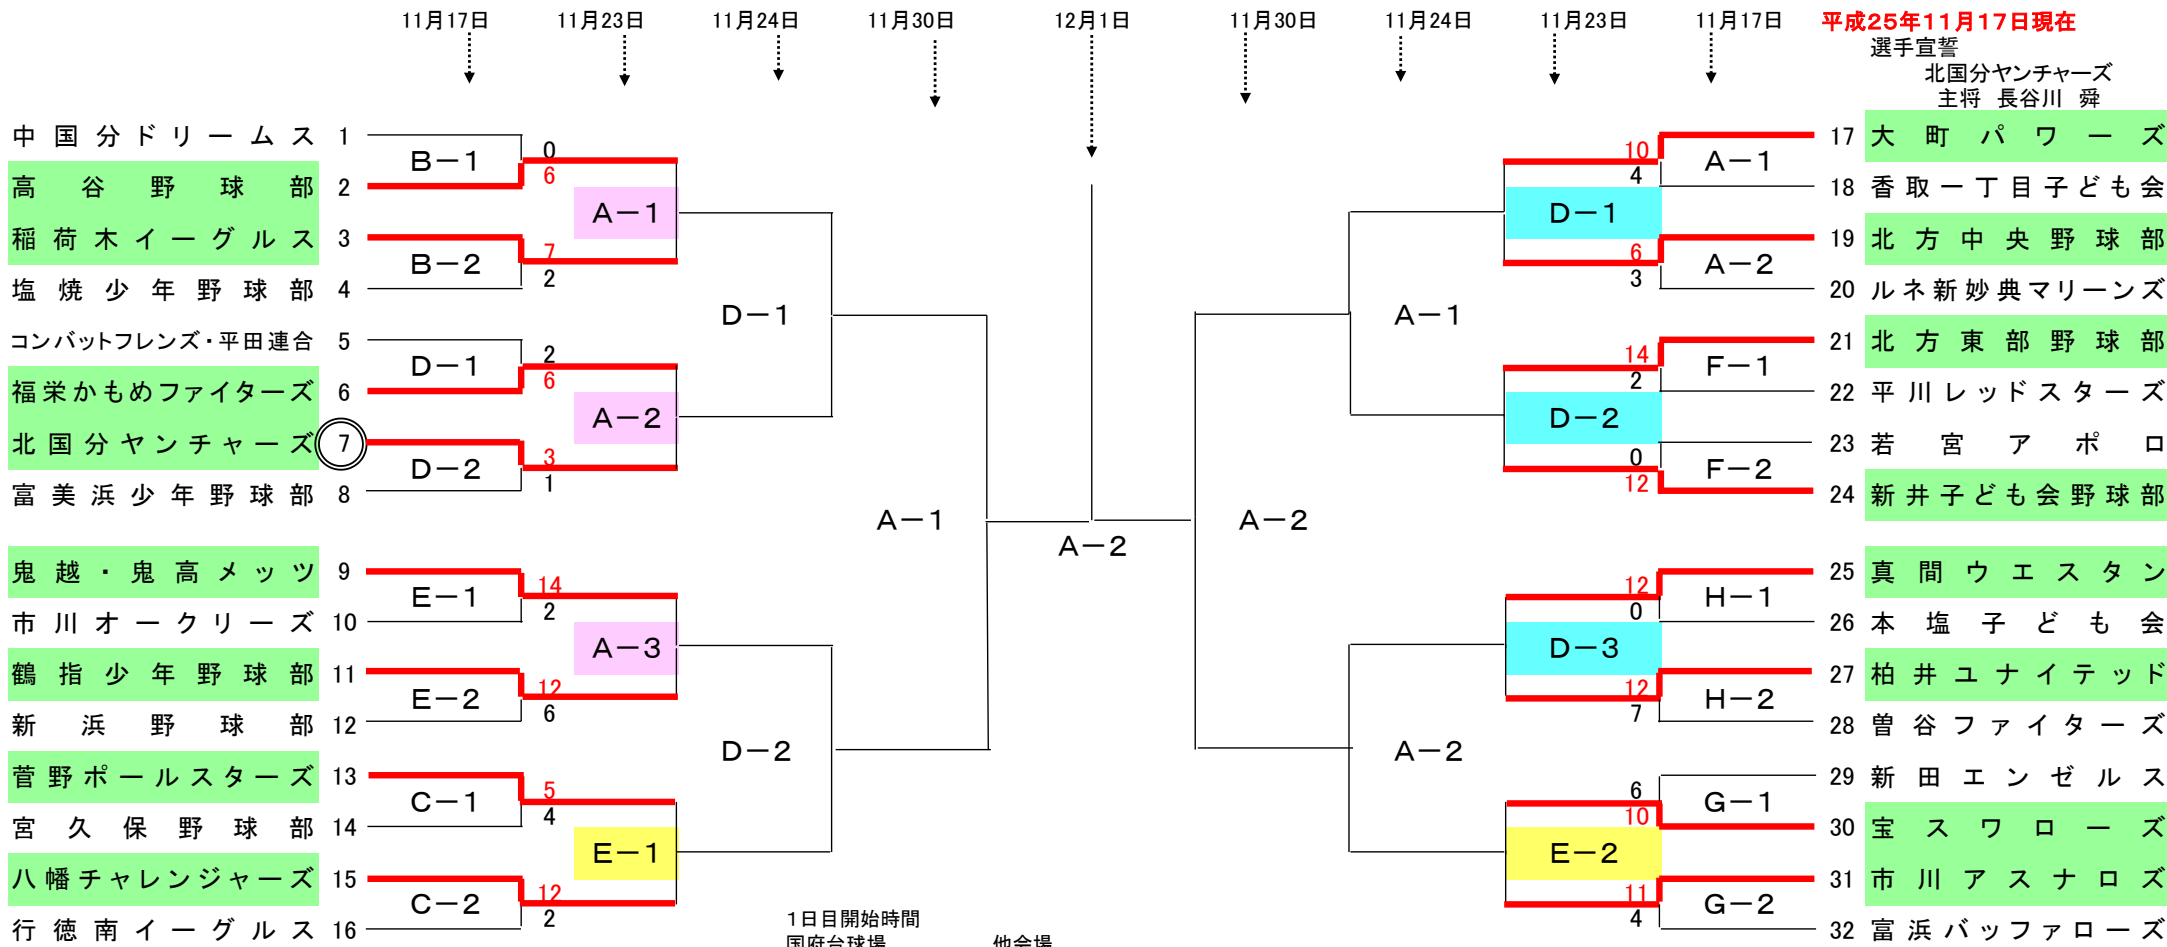 11月17日 11月23日 11月24日 11月30日 12月1日 11月30日 11月24日 11月23日 11月17日 平成25年11月17日現在
選手宣誓
北国分ヤンチャーズ
主将 長谷川 舜
中国分ドリームス 1
B－1
0
6
高谷野球部 2
A－1
稲荷木イーグルス 3
B－2
7
2
塩焼少年野球部 4
D－1
コンバットフレンズ・平田連合 5
D－1
2
6
福栄かもめファイターズ 6
A－2
北国分ヤンチャーズ 7
D－2
3
1
富美浜少年野球部 8
A－1
鬼越・鬼高メッツ 9
E－1
14
2
市川オークリーズ 10
A－3
鶴指少年野球部 11
E－2
12
6
新浜野球部 12
D－2
菅野ポールスターズ 13
C－1
5
4
宮久保野球部 14
E－1
八幡チャレンジャーズ 15
C－2
12
2
行徳南イーグルス 16
A－2
17 大町パワーズ
10
4
A－1
18 香取一丁目子ども会
D－1
19 北方中央野球部
6
3
A－2
20 ルネ新妙典マリーンズ
A－1
21 北方東部野球部
14
2
F－1
22 平川レッドスターズ
D－2
23 若宮アポロ
0
12
F－2
24 新井子ども会野球部
A－2
25 真間ウエスタン
12
0
H－1
26 本塩子ども会
D－3
27 柏井ユナイテッド
12
7
H－2
28 曽谷ファイターズ
A－2
29 新田エンゼルス
6
10
G－1
30 宝スワローズ
E－2
31 市川アスナロズ
11
4
G－2
32 富浜バッファローズ
1日目開始時間
国府台球場 他会場